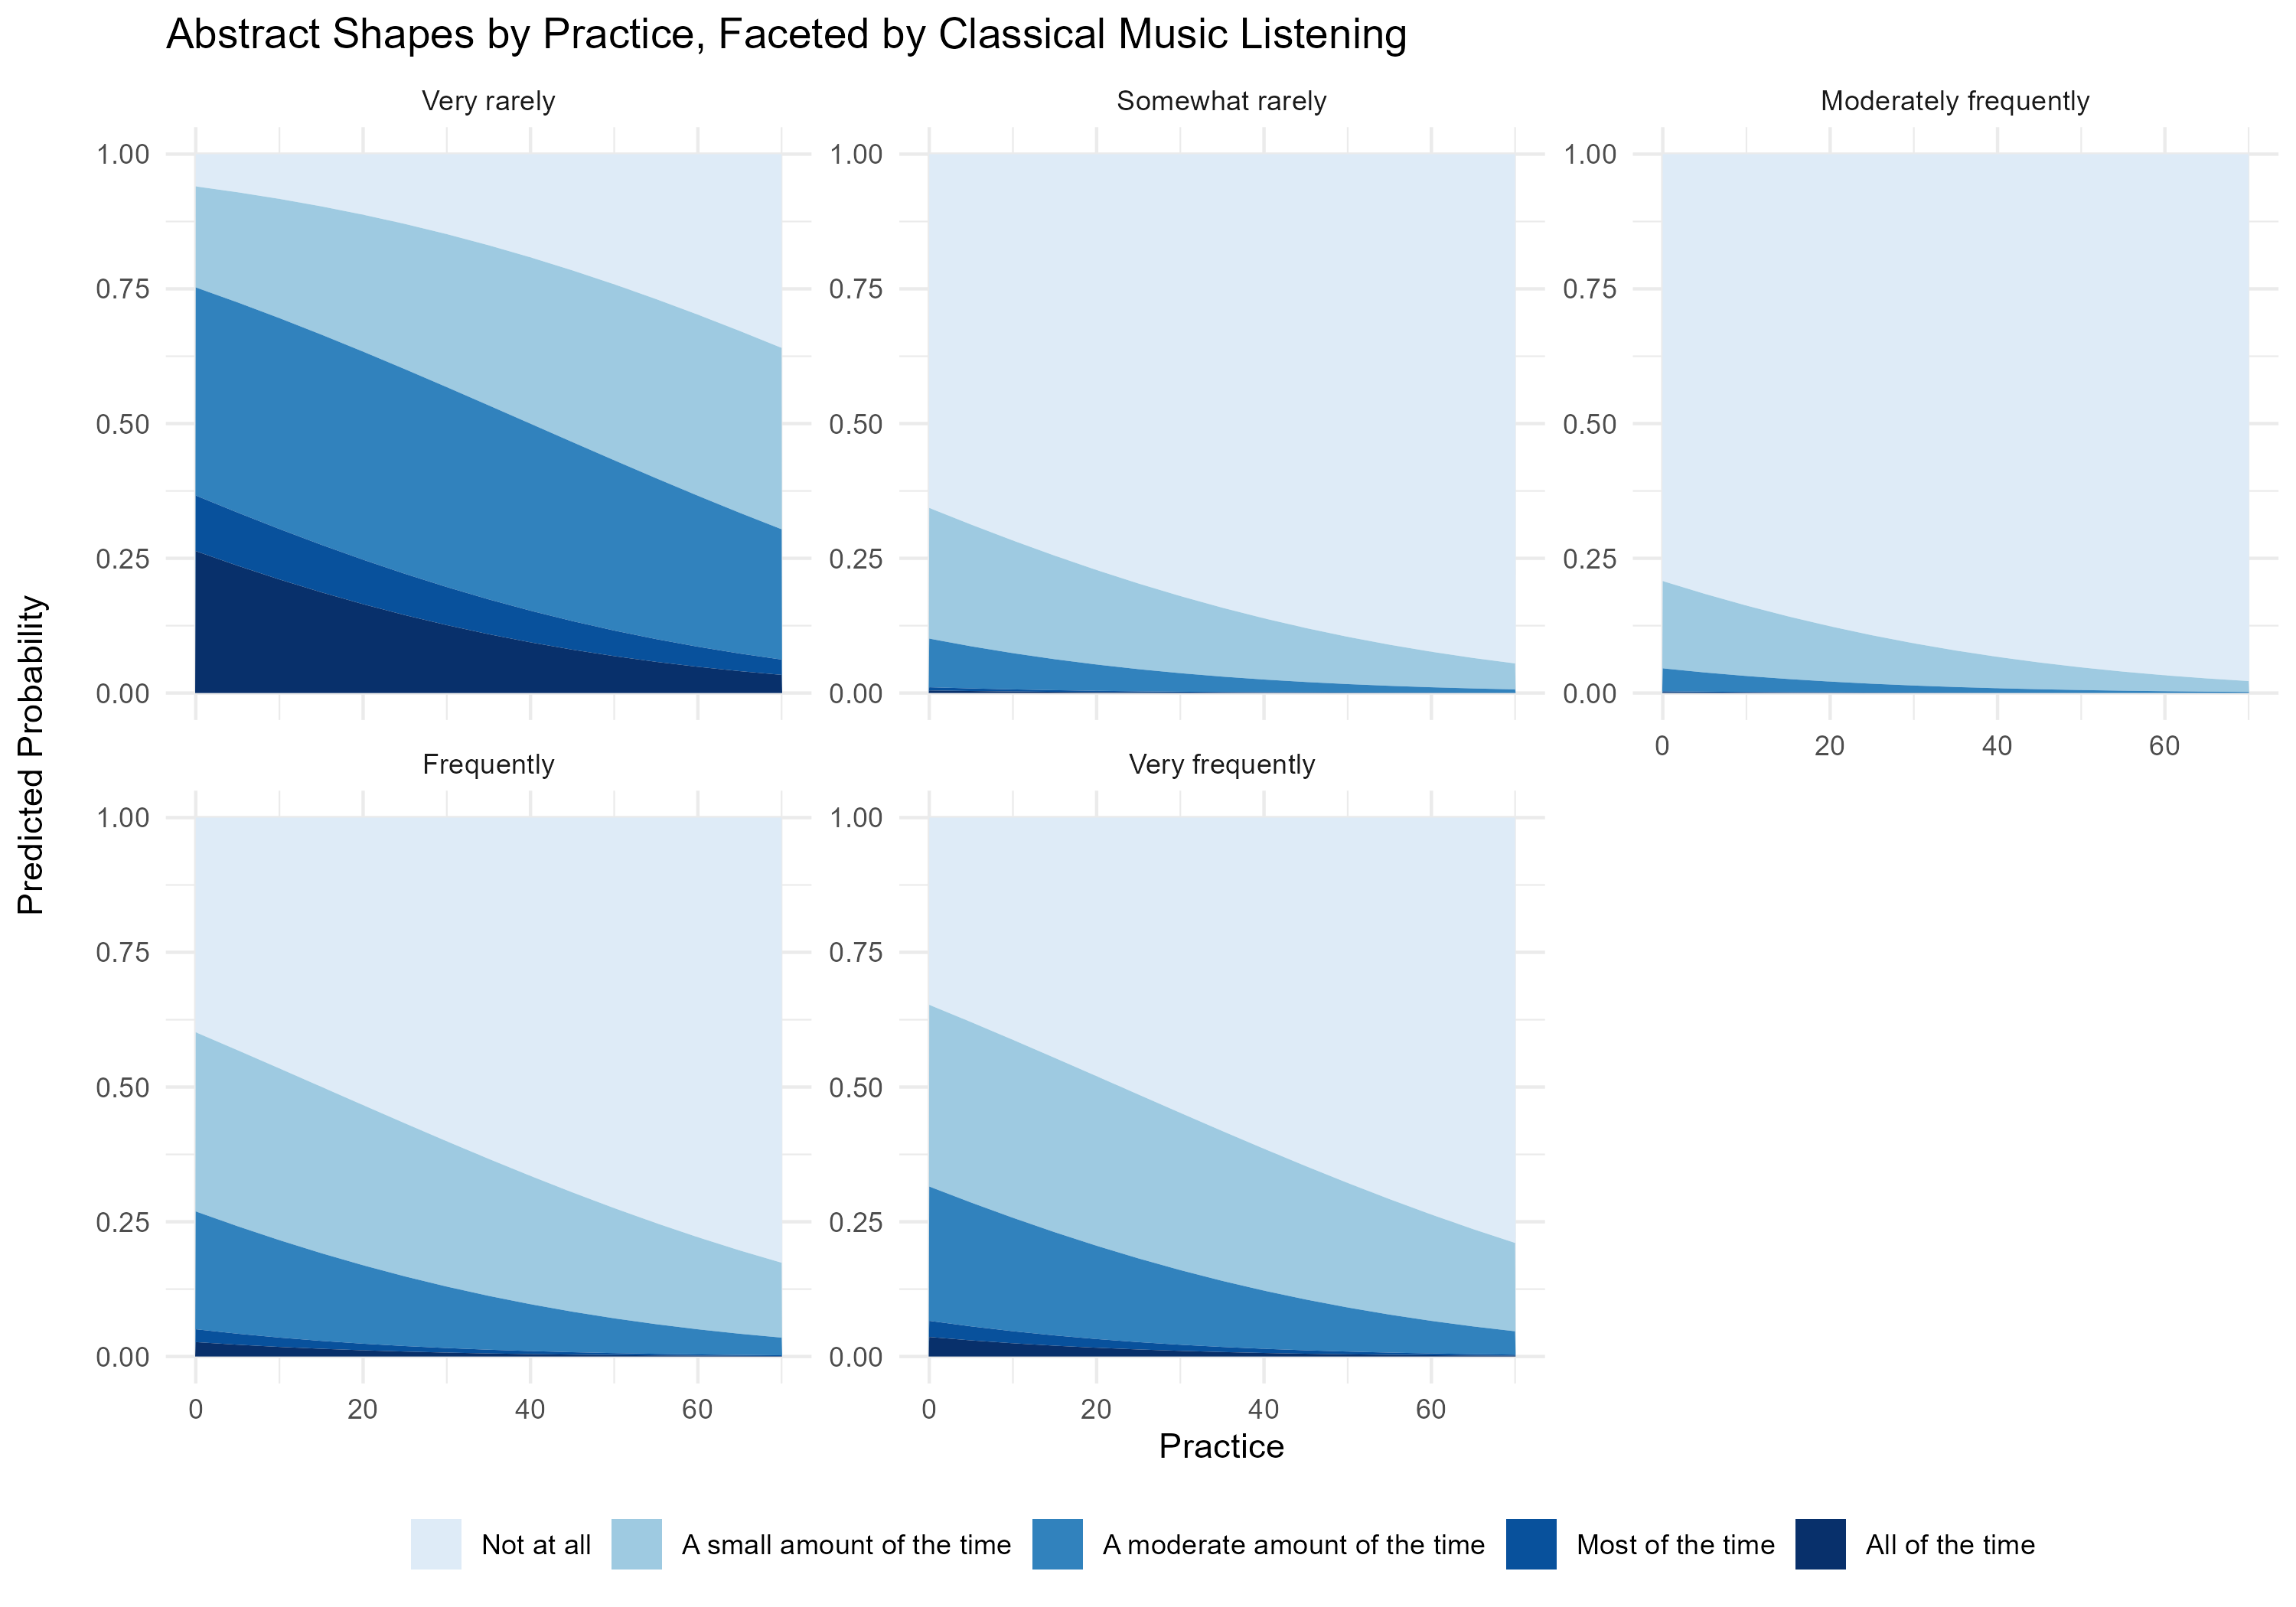 Abstract Shapes by Practice, Faceted by Classical Music Listening
Very rarely
Somewhat rarely
Moderately frequently
1.00
0.75
0.50
0.25
0.00
1.00
0.75
0.50
0.25
0.00
1.00
0.75
0.50
0.25
0.00
0 20 40 60
Predicted Probability
Frequently
Very frequently
1.00
0.75
0.50
0.25
0.00
0 20 40 60
1.00
0.75
0.50
0.25
0.00
0 20 40 60
Practice
Not at all
A small amount of the time
A moderate amount of the time
Most of the time
All of the time